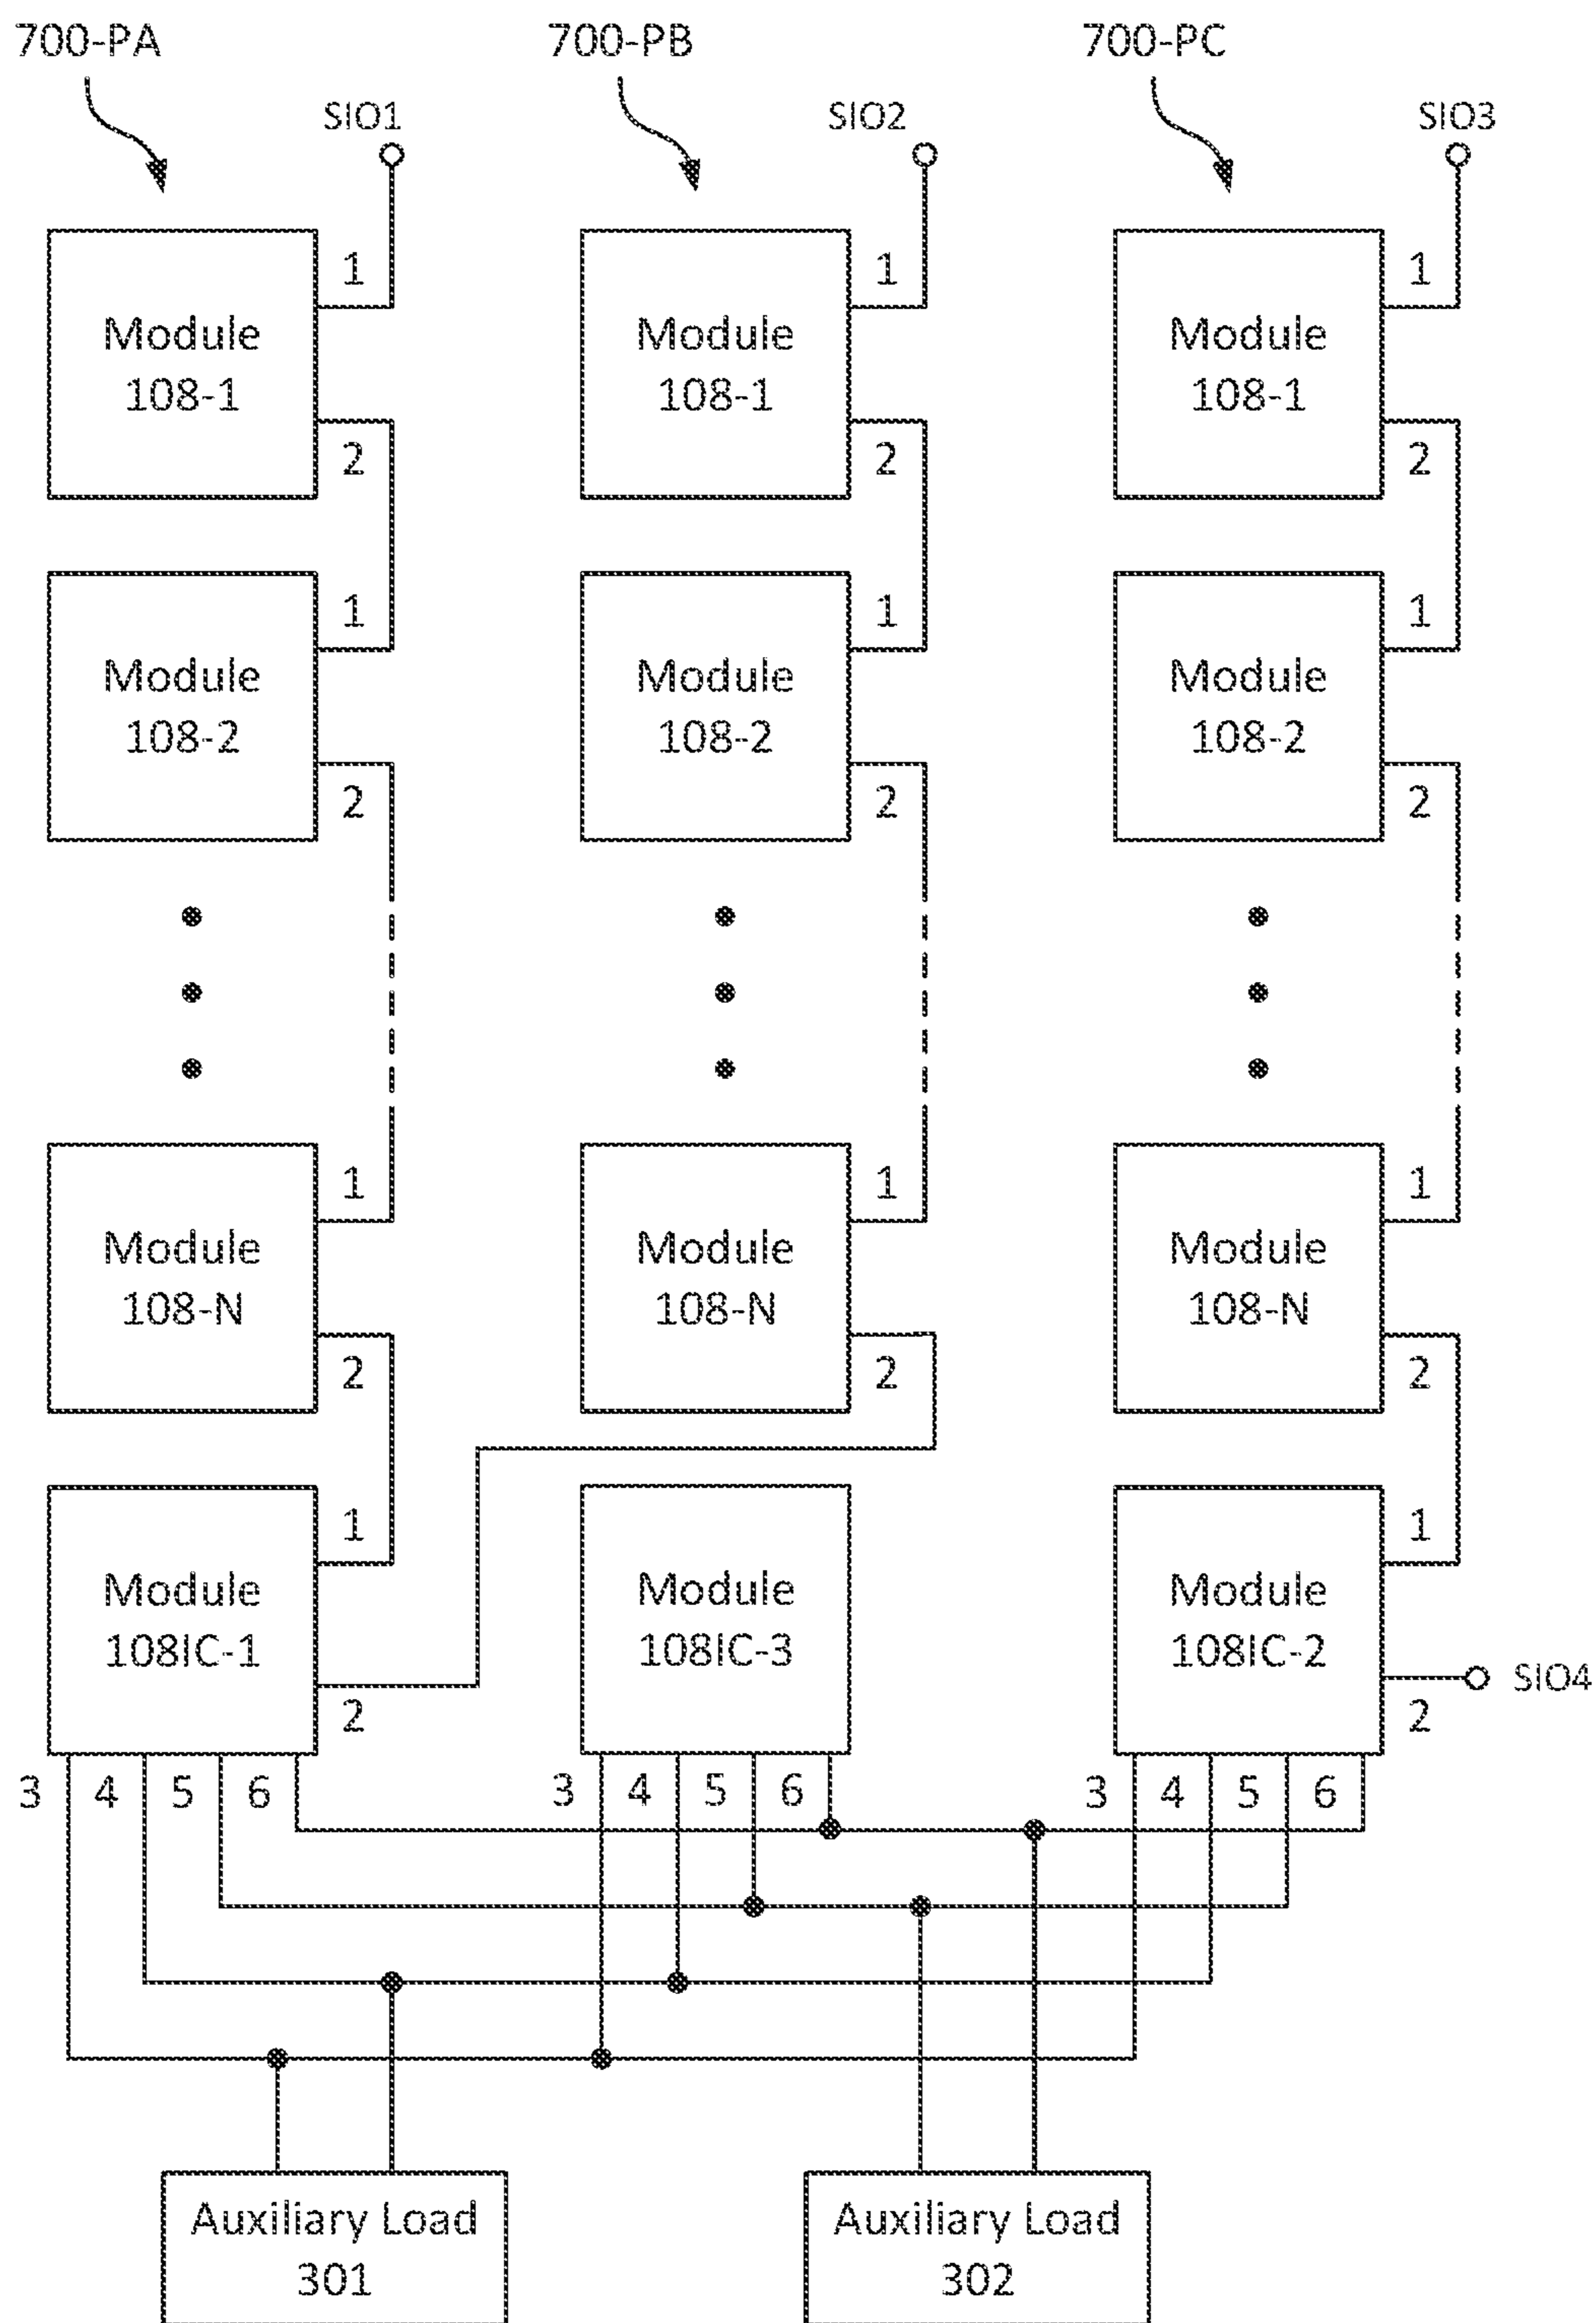 700-PA 700-PB 700-PC
SIO1 SIO2 SIO3
1 1 1
Module Module Module
108-1 108-1 108-1
2 2 2
1 1 1
Module Module Module
108-2 108-2 108-2
2 2 2
1 1 1
Module Module Module
108-N 108-N 108-N
2 2 2
1 1
Module Module Module
108IC-1 108IC-3 108IC-2
SIO4
2 2
3 4 5 6 3 4 5 6 3 4 5 6
Auxiliary Load Auxiliary Load
301 302